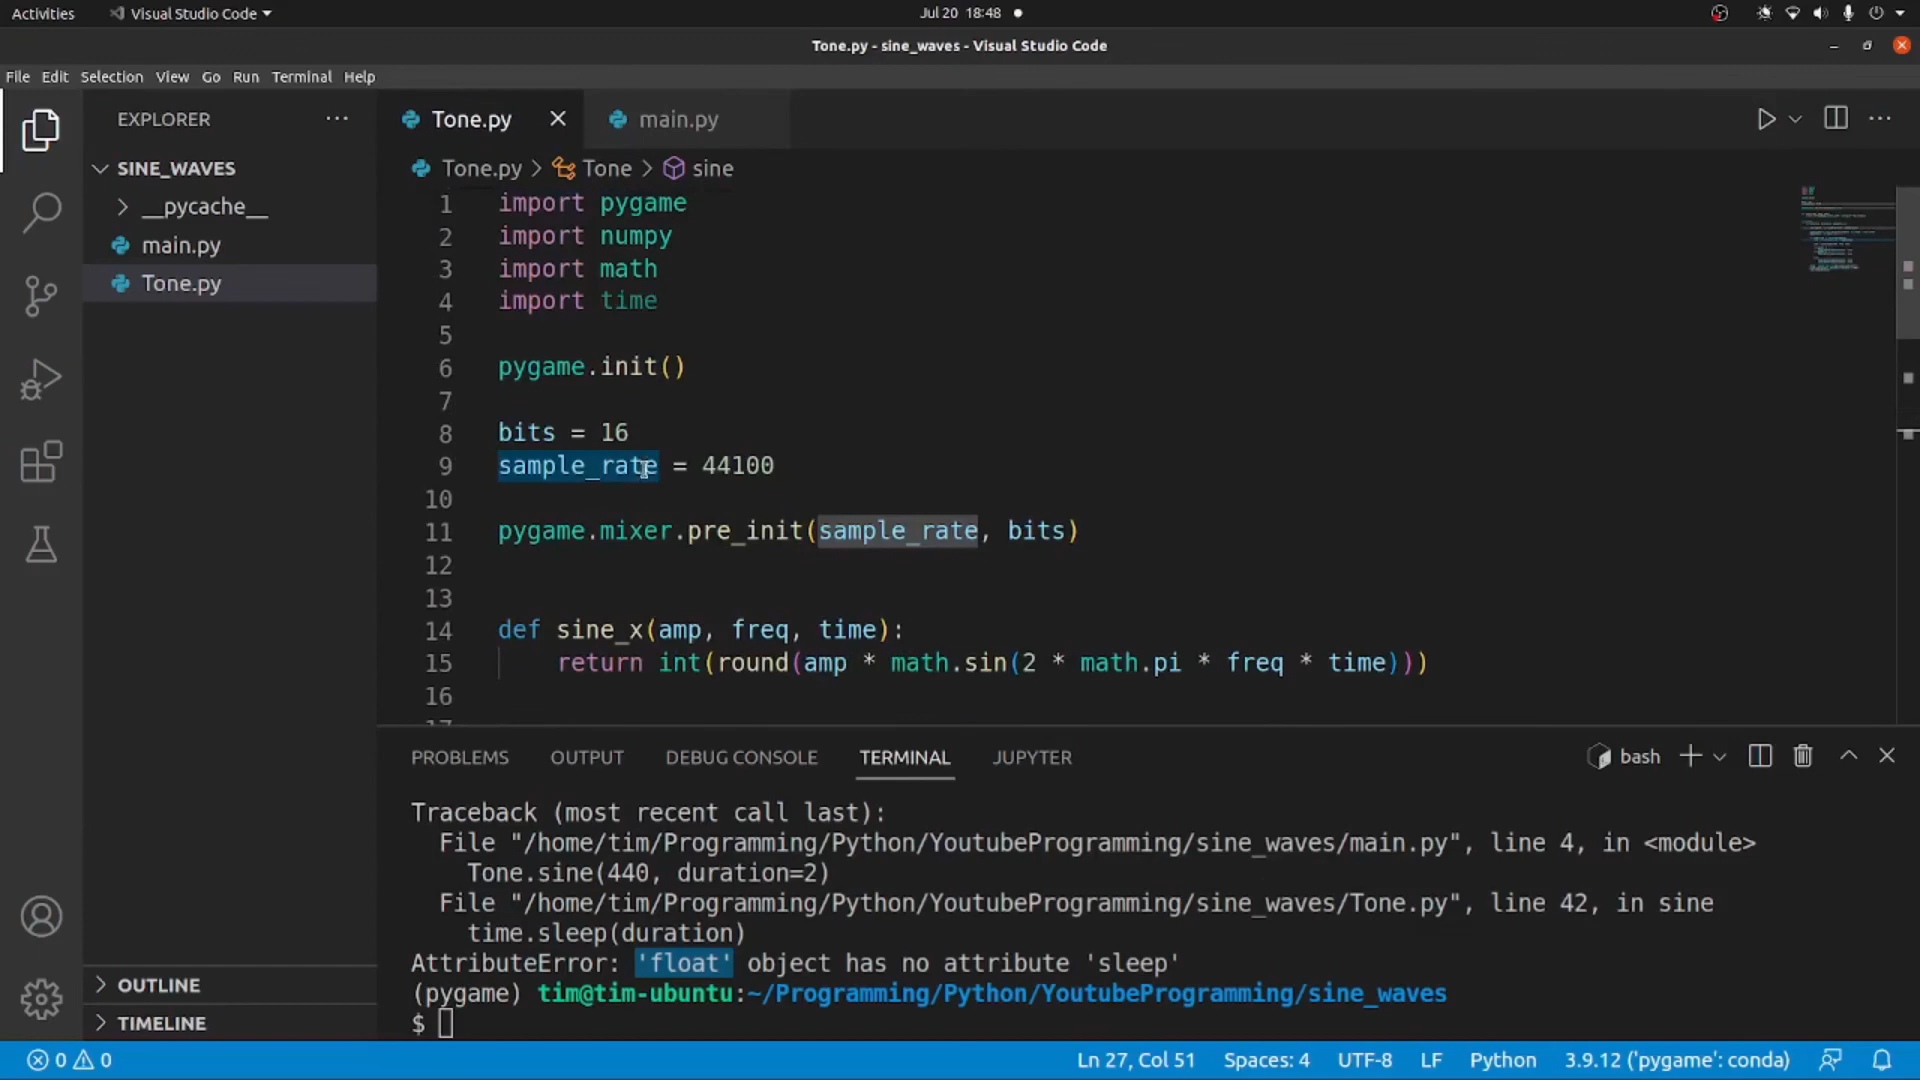 Activities
Visual Studio Code
Jul 20 18:48
Tone.py - sine_waves - Visual Studio Code
File Edit Selection View Go Run Terminal Help
EXPLORER
SINE_WAVES
__pycache__
main.py
Tone.py
OUTLINE
TIMELINE
Tone.py
main.py
Tone.py > Tone > sine
1 import pygame
2 import numpy
3 import math
4 import time
5
6 pygame.init()
7
8 bits = 16
9 sample_rate = 44100
10
11 pygame.mixer.pre_init(sample_rate, bits)
12
13
14 def sine_x(amp, freq, time):
15 return int(round(amp * math.sin(2 * math.pi * freq * time)))
16
17
PROBLEMS OUTPUT DEBUG CONSOLE TERMINAL JUPYTER
bash
Traceback (most recent call last):
File "/home/tim/Programming/Python/YoutubeProgramming/sine_waves/main.py", line 4, in <module>
Tone.sine(440, duration=2)
File "/home/tim/Programming/Python/YoutubeProgramming/sine_waves/Tone.py", line 42, in sine
time.sleep(duration)
AttributeError: 'float' object has no attribute 'sleep'
(pygame) tim@tim-ubuntu:~/Programming/Python/YoutubeProgramming/sine_waves
$
0 0
Ln 27, Col 51 Spaces: 4 UTF-8 LF Python 3.9.12 ('pygame': conda)